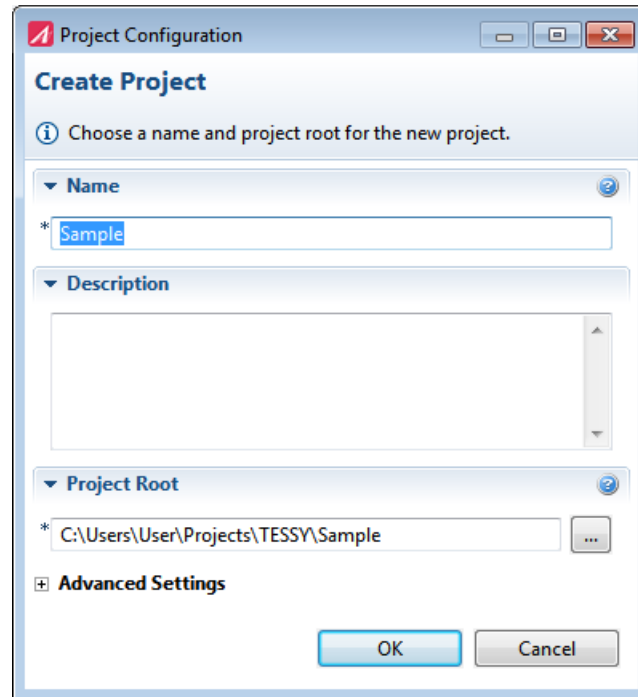 Project Configuration
Create Project
Choose a name and project root for the new project.
Name
* Sample
Description
Project Root
* C:\Users\User\Projects\TESSY\Sample
...
Advanced Settings
OK Cancel